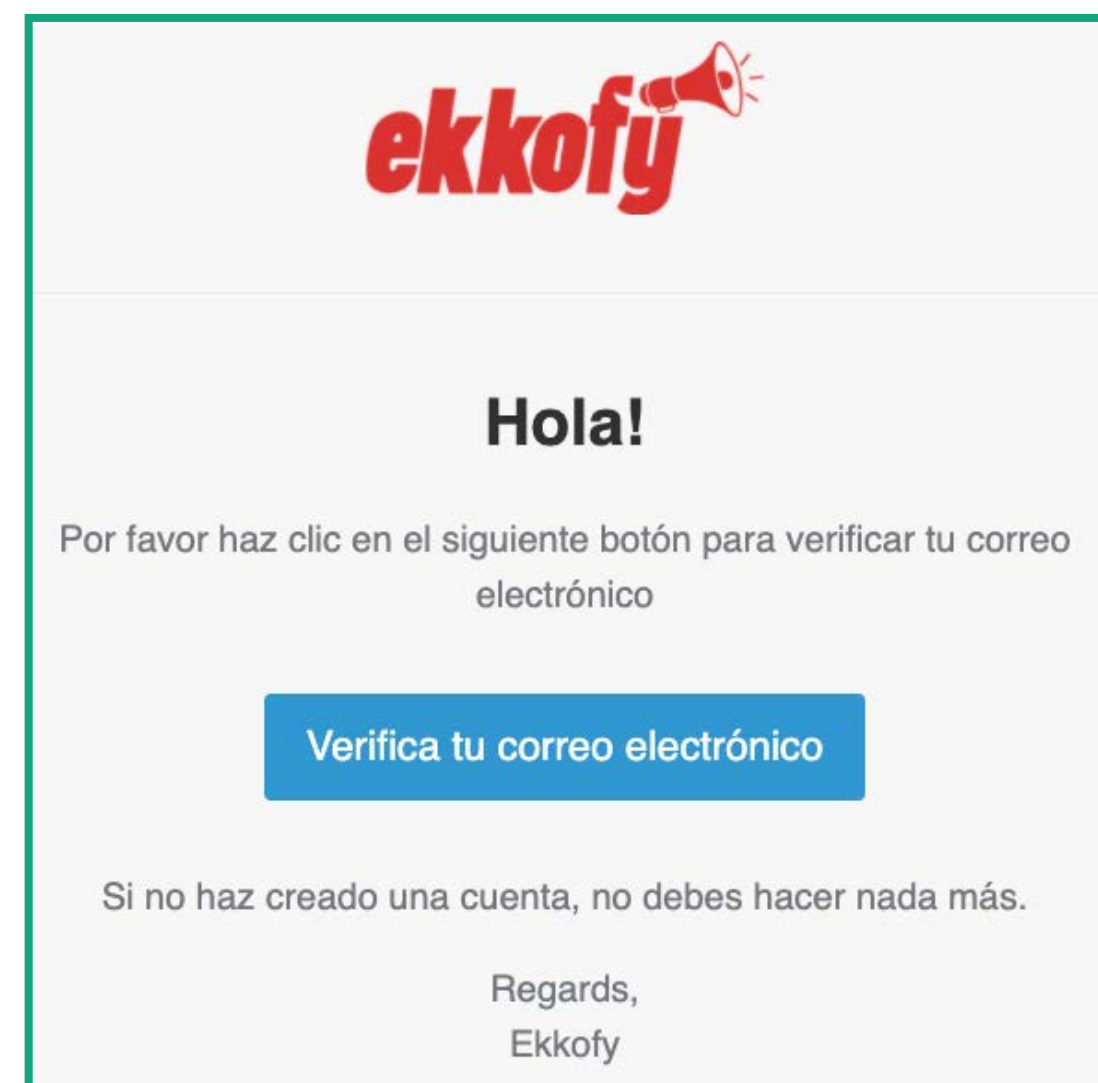 ekkofy
Hola!
Por favor haz clic en el siguiente botón para verificar tu correo
electrónico
Verifica tu correo electrónico
Si no haz creado una cuenta, no debes hacer nada más.
Regards,
Ekkofy